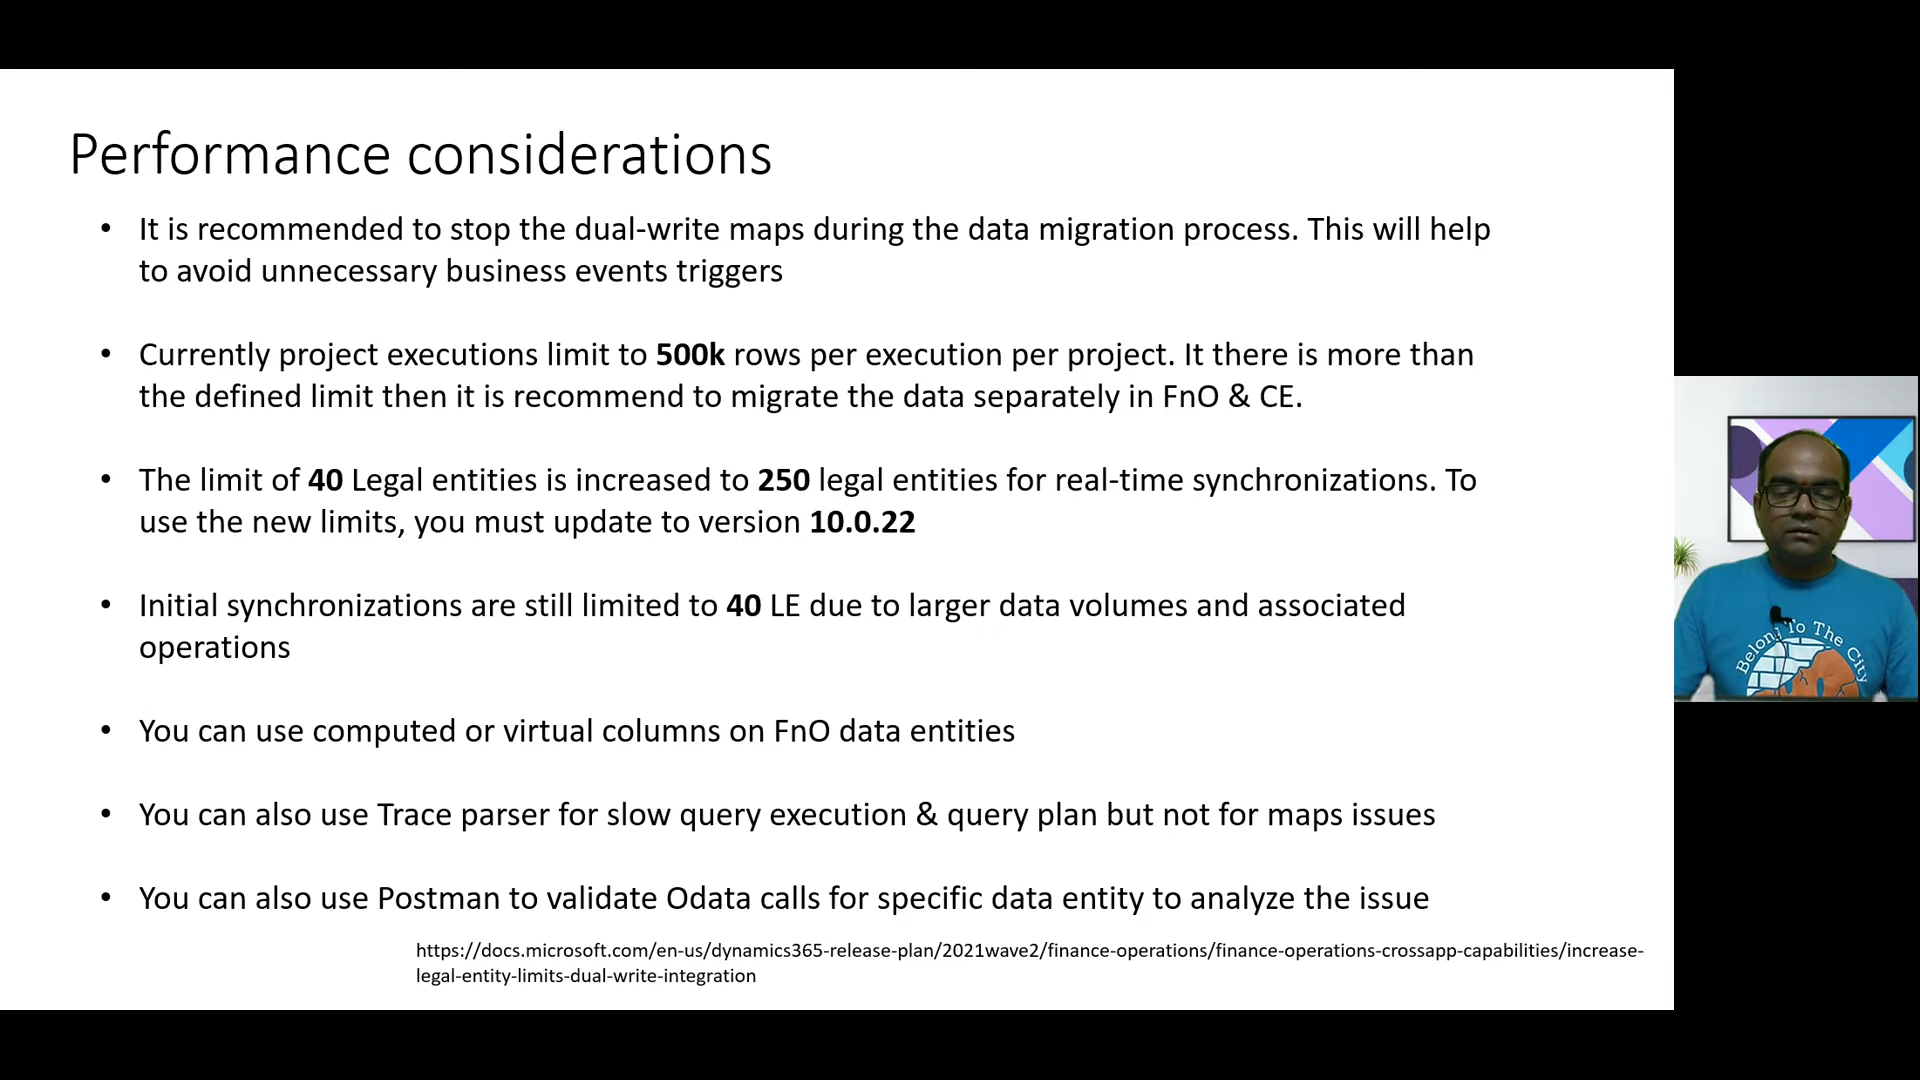 Performance considerations
• It is recommended to stop the dual-write maps during the data migration process. This will help
to avoid unnecessary business events triggers
• Currently project executions limit to 500k rows per execution per project. It there is more than
the defined limit then it is recommend to migrate the data separately in FnO & CE.
• The limit of 40 Legal entities is increased to 250 legal entities for real-time synchronizations. To
use the new limits, you must update to version 10.0.22
• Initial synchronizations are still limited to 40 LE due to larger data volumes and associated
operations
• You can use computed or virtual columns on FnO data entities
• You can also use Trace parser for slow query execution & query plan but not for maps issues
• You can also use Postman to validate Odata calls for specific data entity to analyze the issue
https://docs.microsoft.com/en-us/dynamics365-release-plan/2021wave2/finance-operations/finance-operations-crossapp-capabilities/increase-
legal-entity-limits-dual-write-integration
Belong To The City